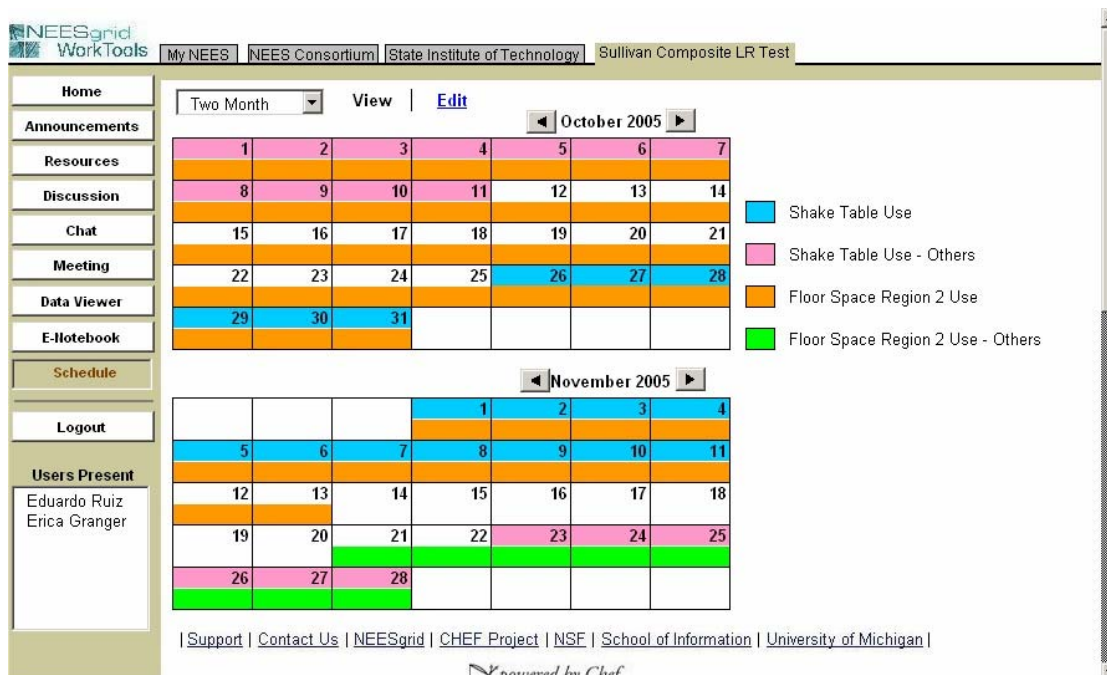 NEESgrid
WorkTools
My NEES NEES Consortium State Institute of Technology Sullivan Composite LR Test
Home
Announcements
Resources
Discussion
Chat
Meeting
Data Viewer
E-Notebook
Schedule
Logout
Users Present
Eduardo Ruiz
Erica Granger
Two Month View | Edit
October 2005
1 2 3 4 5 6 7
8 9 10 11 12 13 14
15 16 17 18 19 20 21
22 23 24 25 26 27 28
29 30 31
Shake Table Use
Shake Table Use - Others
Floor Space Region 2 Use
Floor Space Region 2 Use - Others
November 2005
1 2 3 4
5 6 7 8 9 10 11
12 13 14 15 16 17 18
19 20 21 22 23 24 25
26 27 28
| Support | Contact Us | NEESgrid | CHEF Project | NSF | School of Information | University of Michigan |
powered by Chef